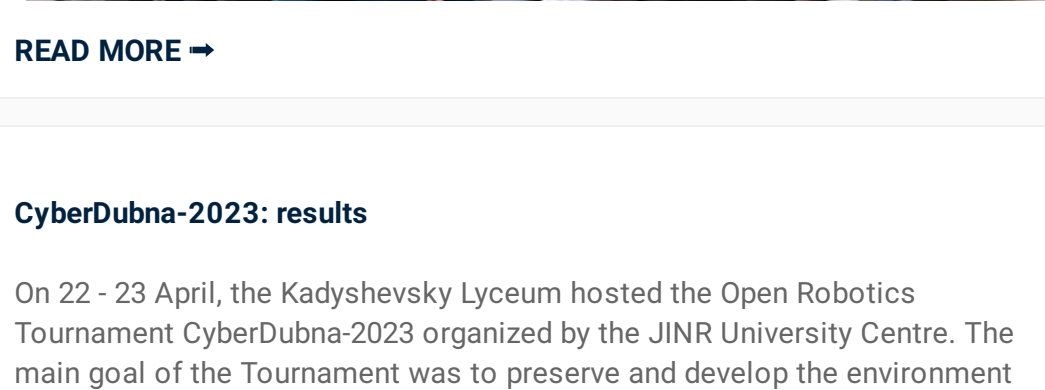 READ MORE ➡
CyberDubna-2023: results
On 22 - 23 April, the Kadyshevsky Lyceum hosted the Open Robotics
Tournament CyberDubna-2023 organized by the JINR University Centre. The
main goal of the Tournament was to preserve and develop the environment